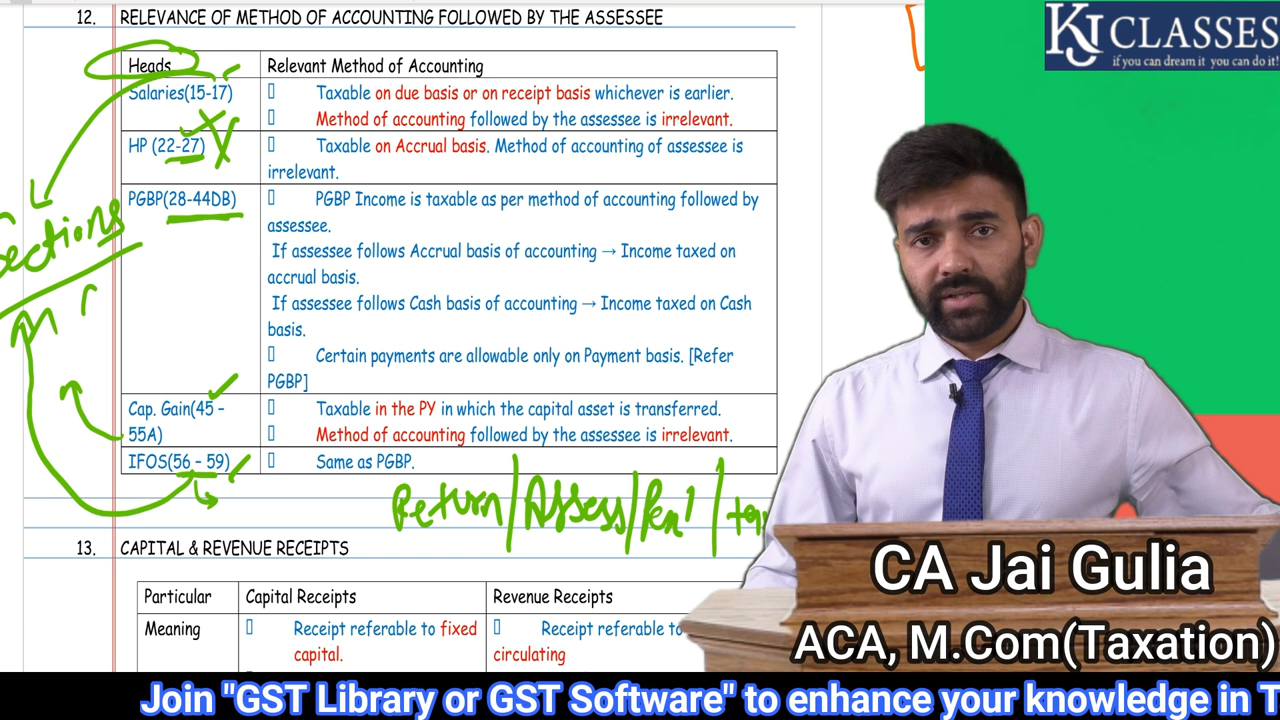 12. RELEVANCE OF METHOD OF ACCOUNTING FOLLOWED BY THE ASSESSEE
KJ CLASSES
if you can dream it you can do it!
Heads
Relevant Method of Accounting
Salaries(15-17)
Taxable on due basis or on receipt basis whichever is earlier.
Method of accounting followed by the assessee is irrelevant.
HP (22-27)
Taxable on Accrual basis. Method of accounting of assessee is
irrelevant.
PGBP(28-44DB)
PGBP Income is taxable as per method of accounting followed by
assessee.
If assessee follows Accrual basis of accounting → Income taxed on
accrual basis.
If assessee follows Cash basis of accounting → Income taxed on Cash
basis.
Certain payments are allowable only on Payment basis. [Refer
PGBP]
Cap. Gain(45 –
55A)
Taxable in the PY in which the capital asset is transferred.
Method of accounting followed by the assessee is irrelevant.
IFOS(56 – 59)
Same as PGBP.
Sections
Return/Assess/
13. CAPITAL & REVENUE RECEIPTS
Particular
Capital Receipts
Revenue Receipts
Meaning
Receipt referable to fixed
capital.
Receipt referable to
circulating
CA Jai Gulia
ACA, M.Com(Taxation)
Join "GST Library or GST Software" to enhance your knowledge in T